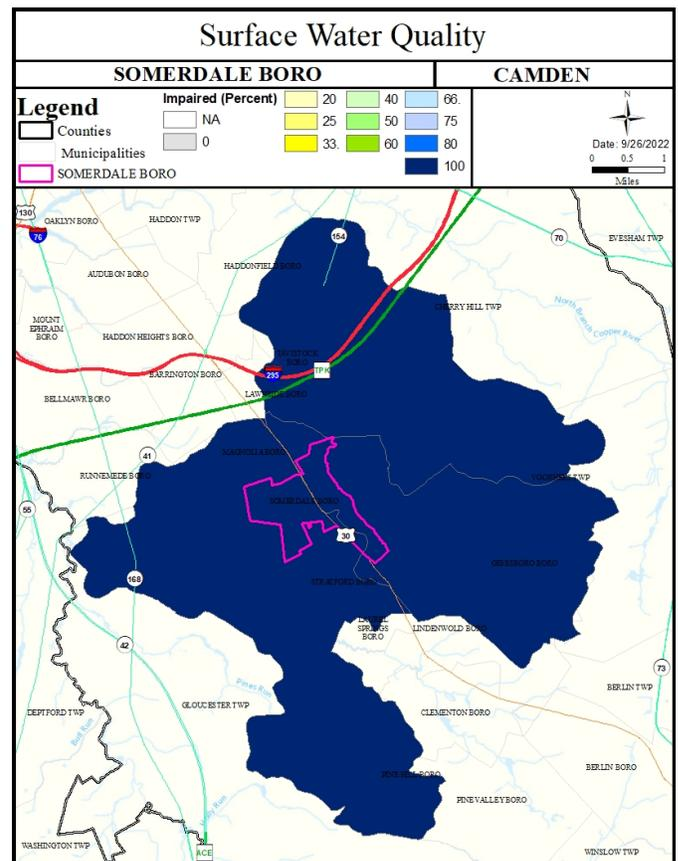 Surface Water Quality
SOMERDALE BORO
CAMDEN
Legend
Counties
Municipalities
SOMERDALE BORO
Impaired (Percent)
NA
0
20
25
33.
40
50
60
66.
75
80
100
N
Date: 9/26/2022
0 0.5 1
Miles
130
OAKLYN BORO
HADDON TWP
76
154
70
EVESHAM TWP
HADDONFIELD BORO
AUDUBON BORO
CHERRY HILL TWP
North Branch Cooper River
MOUNT
EPHRAIM
BORO
HADDON HEIGHTS BORO
BORO
295
TPK
BARRINGTON BORO
LAWNSIDE BORO
BELLMAWR BORO
41
MAGNOLIA BORO
RUNNEMEDE BORO
VOORHEES TWP
55
SOMERDALE BORO
30
GIBBSBORO BORO
168
STRATFORD BORO
LAUREL
SPRINGS
BORO
LINDENWOLD BORO
42
73
BERLIN TWP
Pines Run
GLOUCESTER TWP
DEPTFORD TWP
CLEMENTON BORO
Bull Run
BERLIN BORO
PINE HILL BORO
PINE VALLEY BORO
WASHINGTON TWP
ACE
WINSLOW TWP